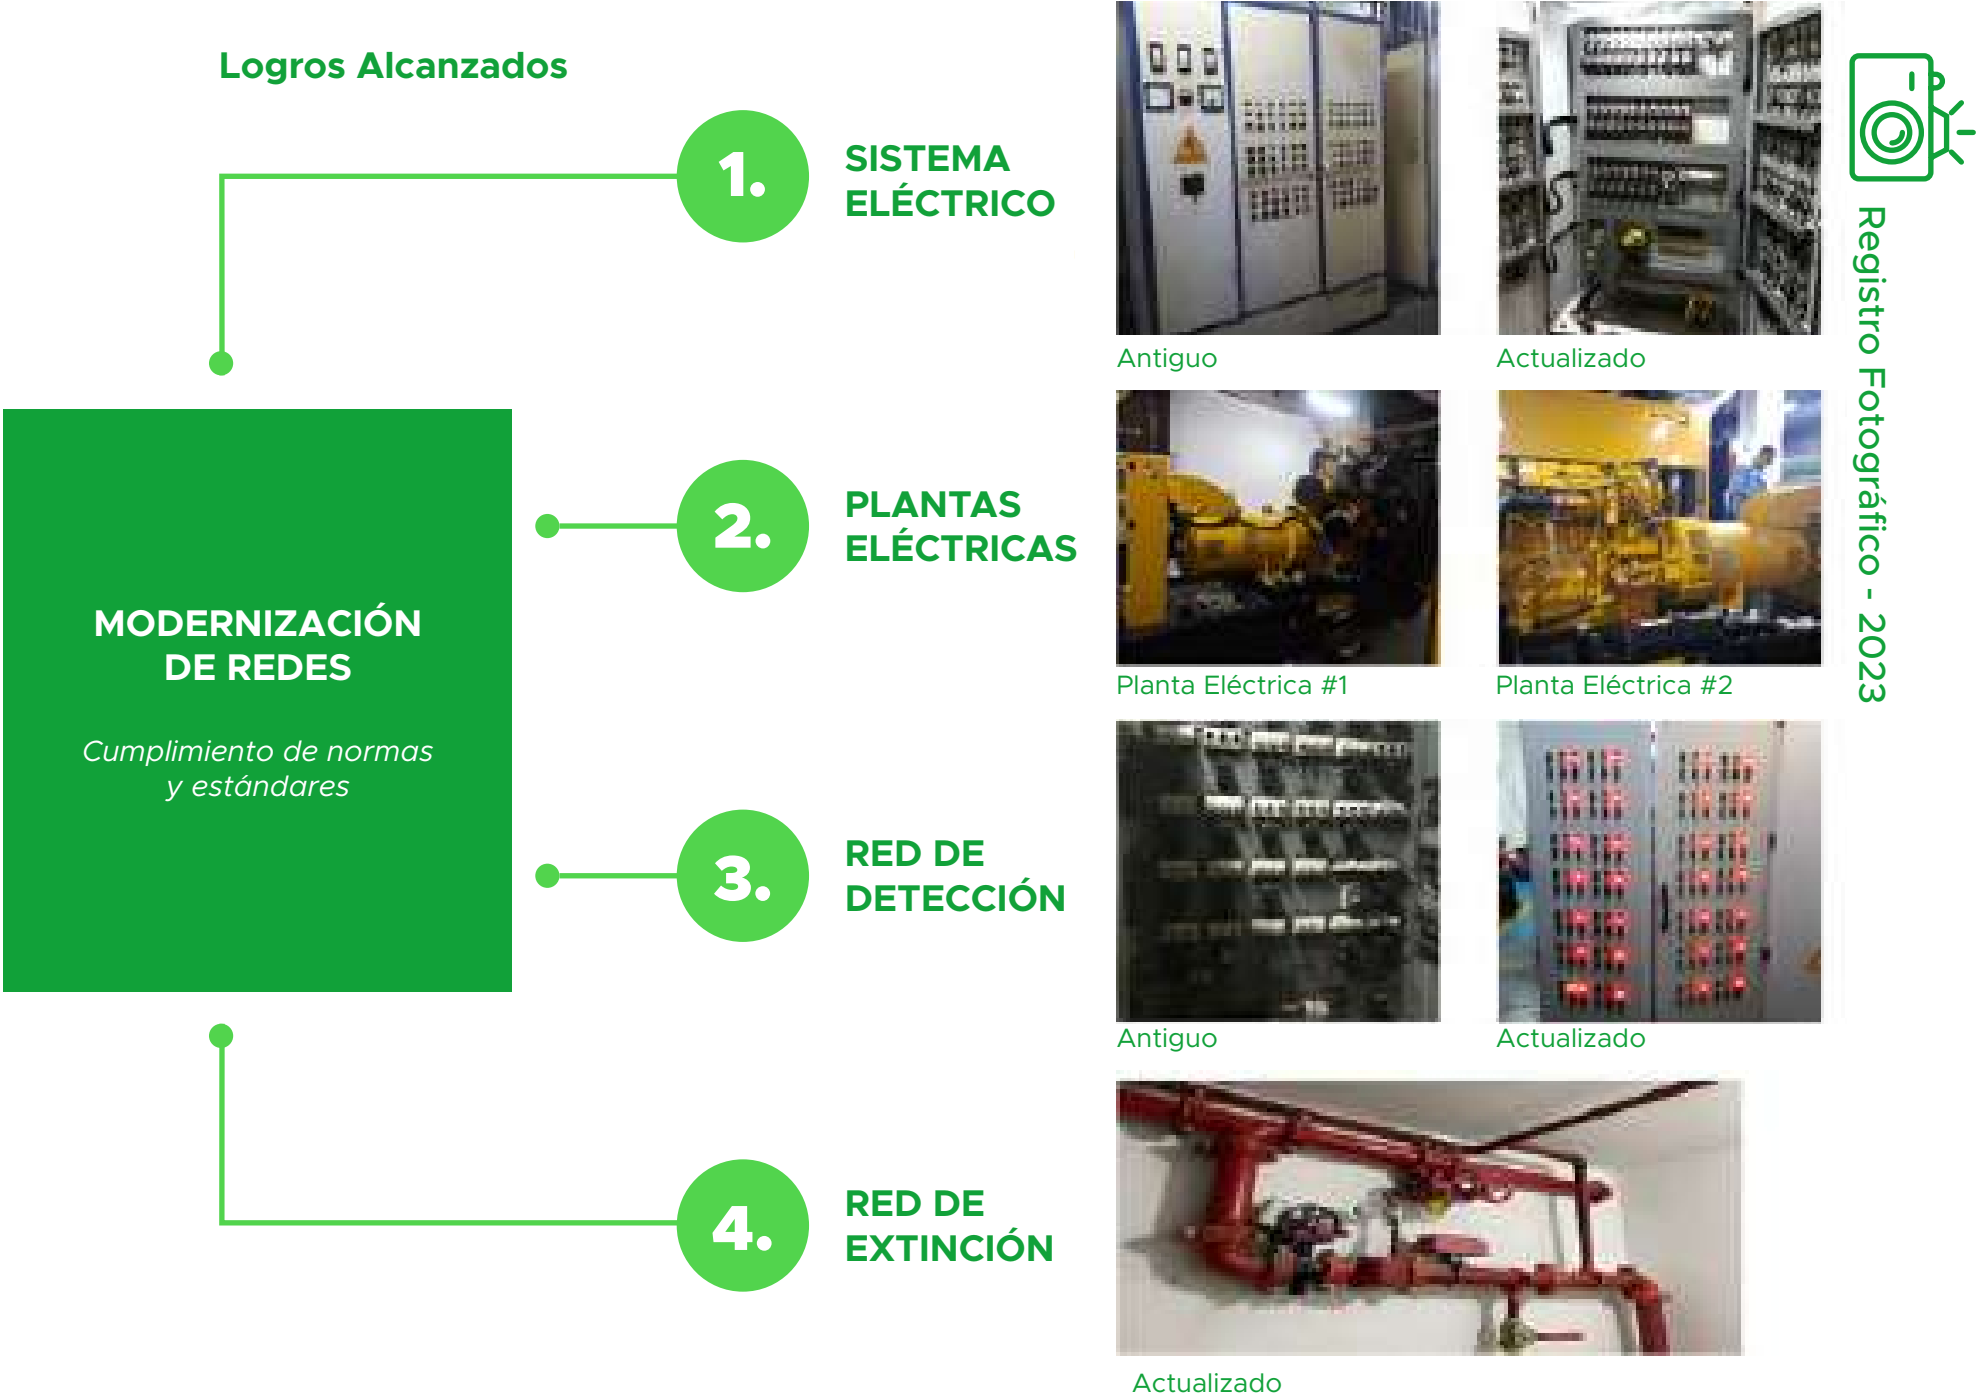 Logros Alcanzados
1.
SISTEMA
ELÉCTRICO
Antiguo
Actualizado
MODERNIZACIÓN
DE REDES
Cumplimiento de normas
y estándares
2.
PLANTAS
ELÉCTRICAS
Planta Eléctrica #1
Planta Eléctrica #2
3.
RED DE
DETECCIÓN
Antiguo
Actualizado
4.
RED DE
EXTINCIÓN
Actualizado
Registro Fotográfico - 2023